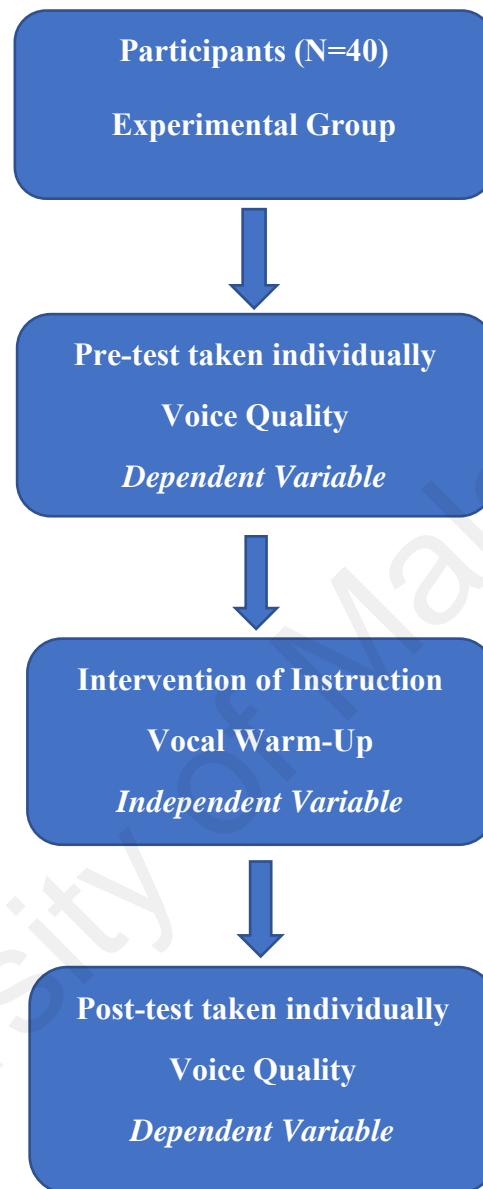 Participants (N=40)
Experimental Group
Pre-test taken individually
Voice Quality
Dependent Variable
Intervention of Instruction
Vocal Warm-Up
Independent Variable
Post-test taken individually
Voice Quality
Dependent Variable